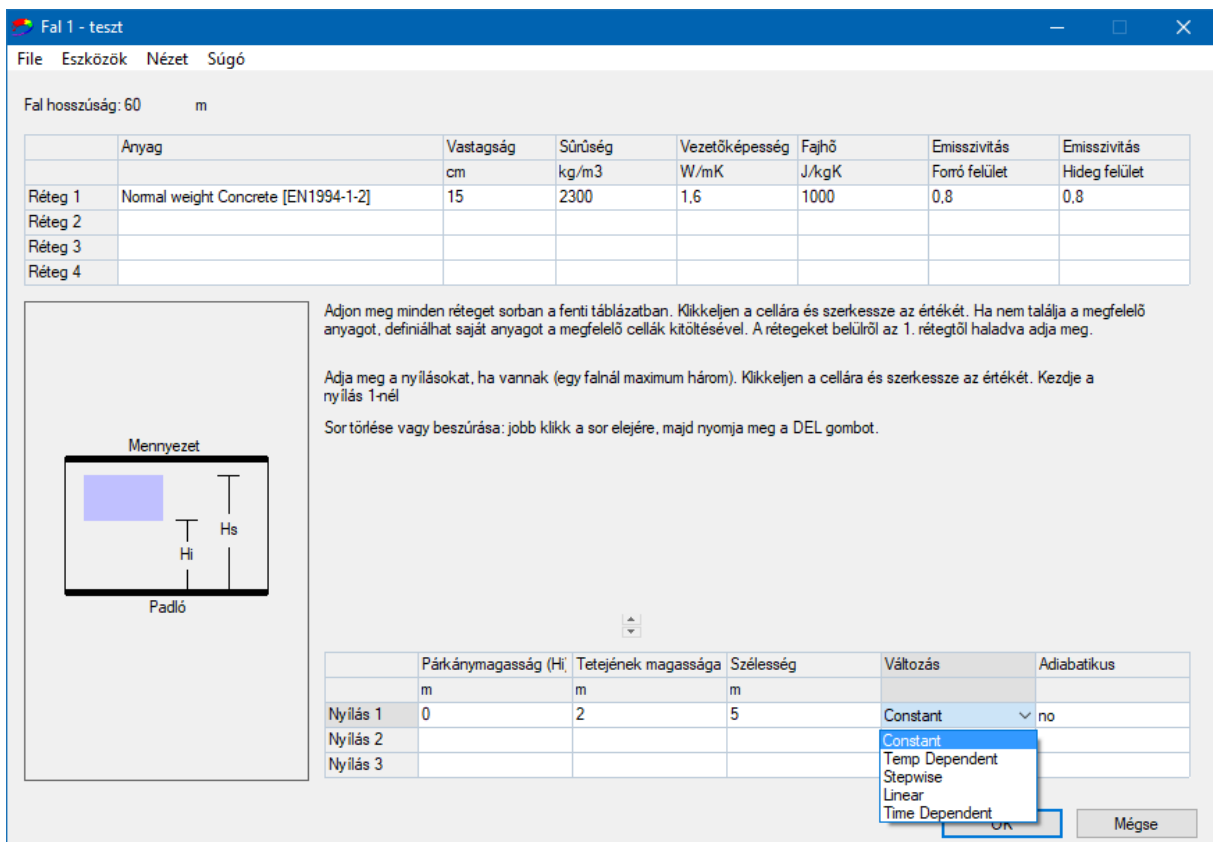 Fal 1 - teszt
File Eszközök Nézet Súgó
Fal hosszúság: 60 m
Anyag Vastagság Sûrûség Vezetõképesség Fajhõ Emisszivitás Emisszivitás
cm kg/m3 W/mK J/kgK Forró felület Hideg felület
Réteg 1 Normal weight Concrete [EN1994-1-2] 15 2300 1,6 1000 0,8 0,8
Réteg 2
Réteg 3
Réteg 4
Adjon meg minden réteget sorban a fenti táblázatban. Klikkeljen a cellára és szerkessze az értékét. Ha nem találja a megfelelõ
anyagot, definiálhat saját anyagot a megfelelõ cellák kitöltésével. A rétegeket belülrõl az 1. rétegtõl haladva adja meg.
Adja meg a nyílásokat, ha vannak (egy falnál maximum három). Klikkeljen a cellára és szerkessze az értékét. Kezdje a
nyílás 1-nél
Sor törlése vagy beszúrása: jobb klikk a sor elejére, majd nyomja meg a DEL gombot.
Mennyezet
Hs
Hi
Padló
Párkánymagasság (Hi) Tetejének magassága Szélesség Változás Adiabatikus
m m m
Nyílás 1 0 2 5 Constant no
Nyílás 2
Nyílás 3
Constant
Temp Dependent
Stepwise
Linear
Time Dependent
OK Mégse